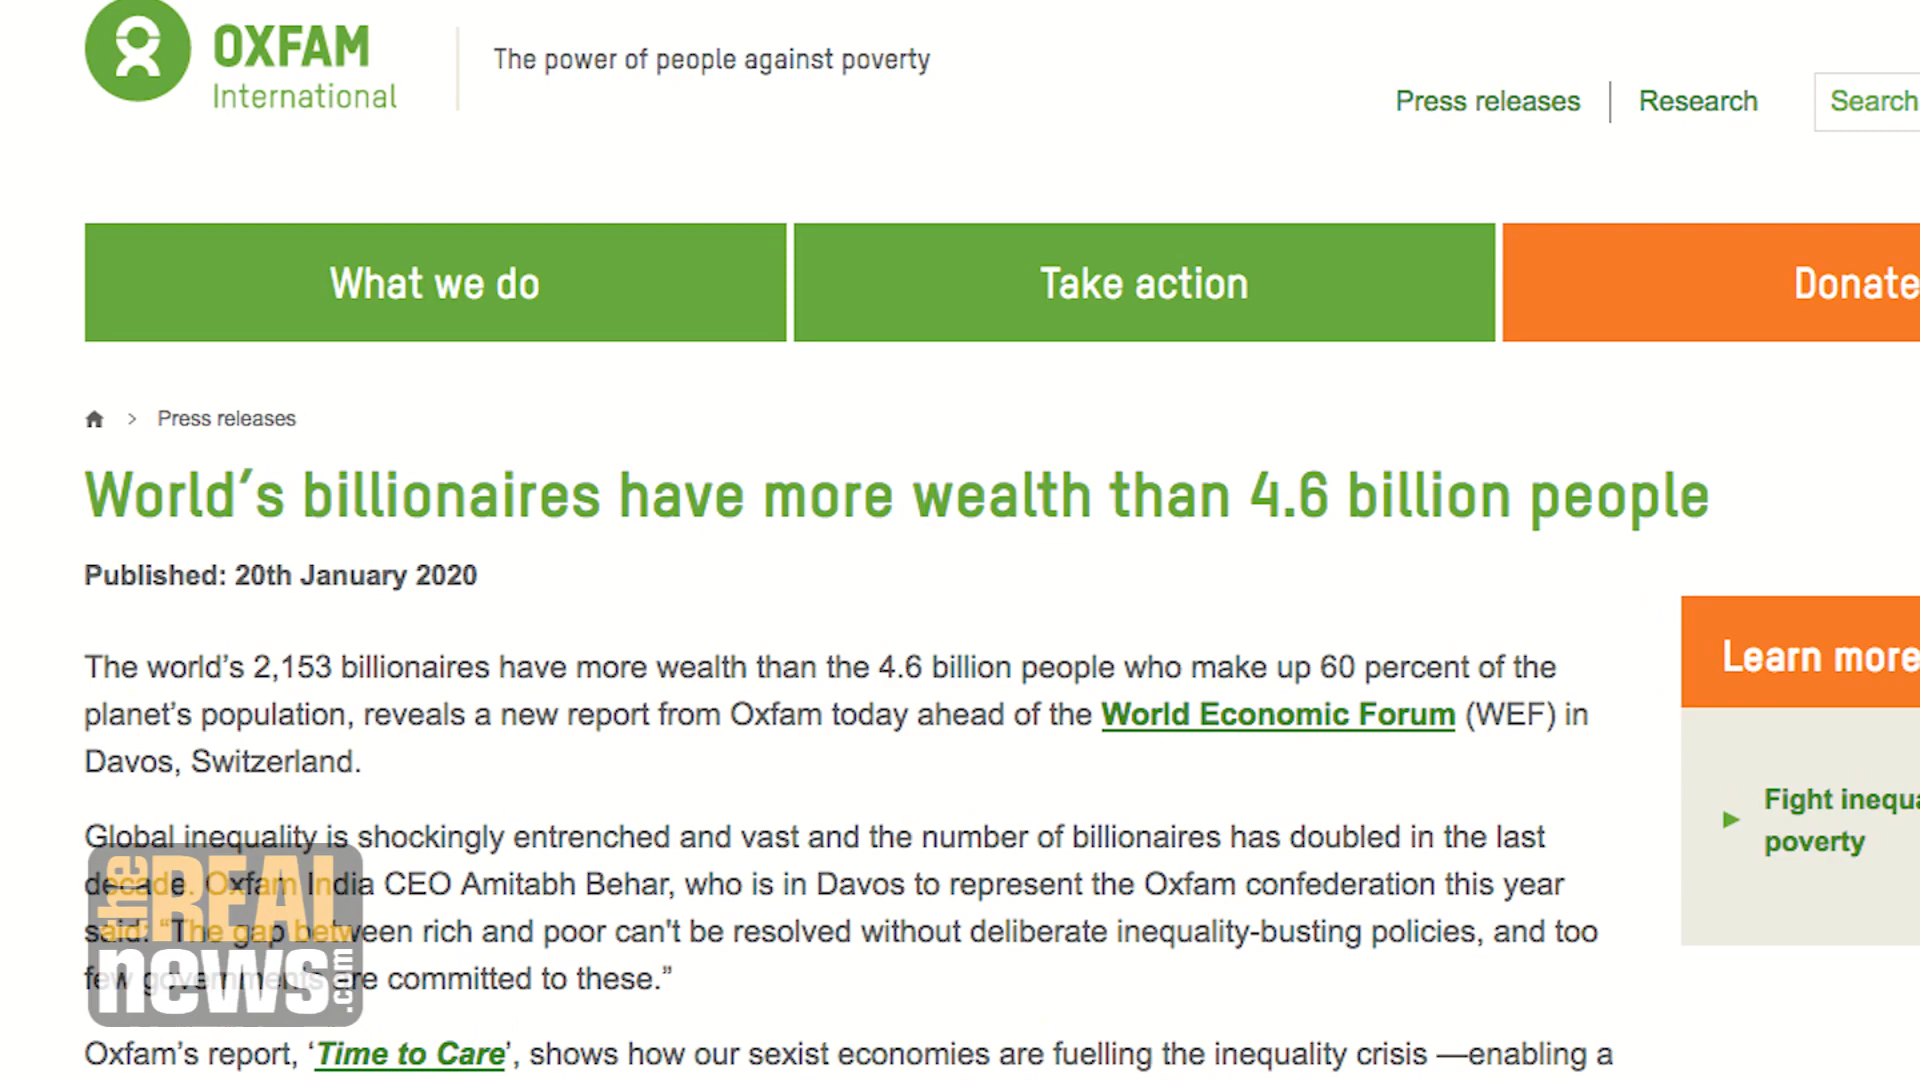 OXFAM
International
The power of people against poverty
Press releases
Research
Search
What we do
Take action
Donate
Press releases
World's billionaires have more wealth than 4.6 billion people
Published: 20th January 2020
The world’s 2,153 billionaires have more wealth than the 4.6 billion people who make up 60 percent of the
planet’s population, reveals a new report from Oxfam today ahead of the World Economic Forum (WEF) in
Davos, Switzerland.
Learn more
Fight inequa
poverty
Global inequality is shockingly entrenched and vast and the number of billionaires has doubled in the last
decade. Oxfam India CEO Amitabh Behar, who is in Davos to represent the Oxfam confederation this year
said: “The gap between rich and poor can't be resolved without deliberate inequality-busting policies, and too
few governments are committed to these.”
Oxfam’s report, ‘Time to Care’, shows how our sexist economies are fuelling the inequality crisis —enabling a
the REAL
news.com